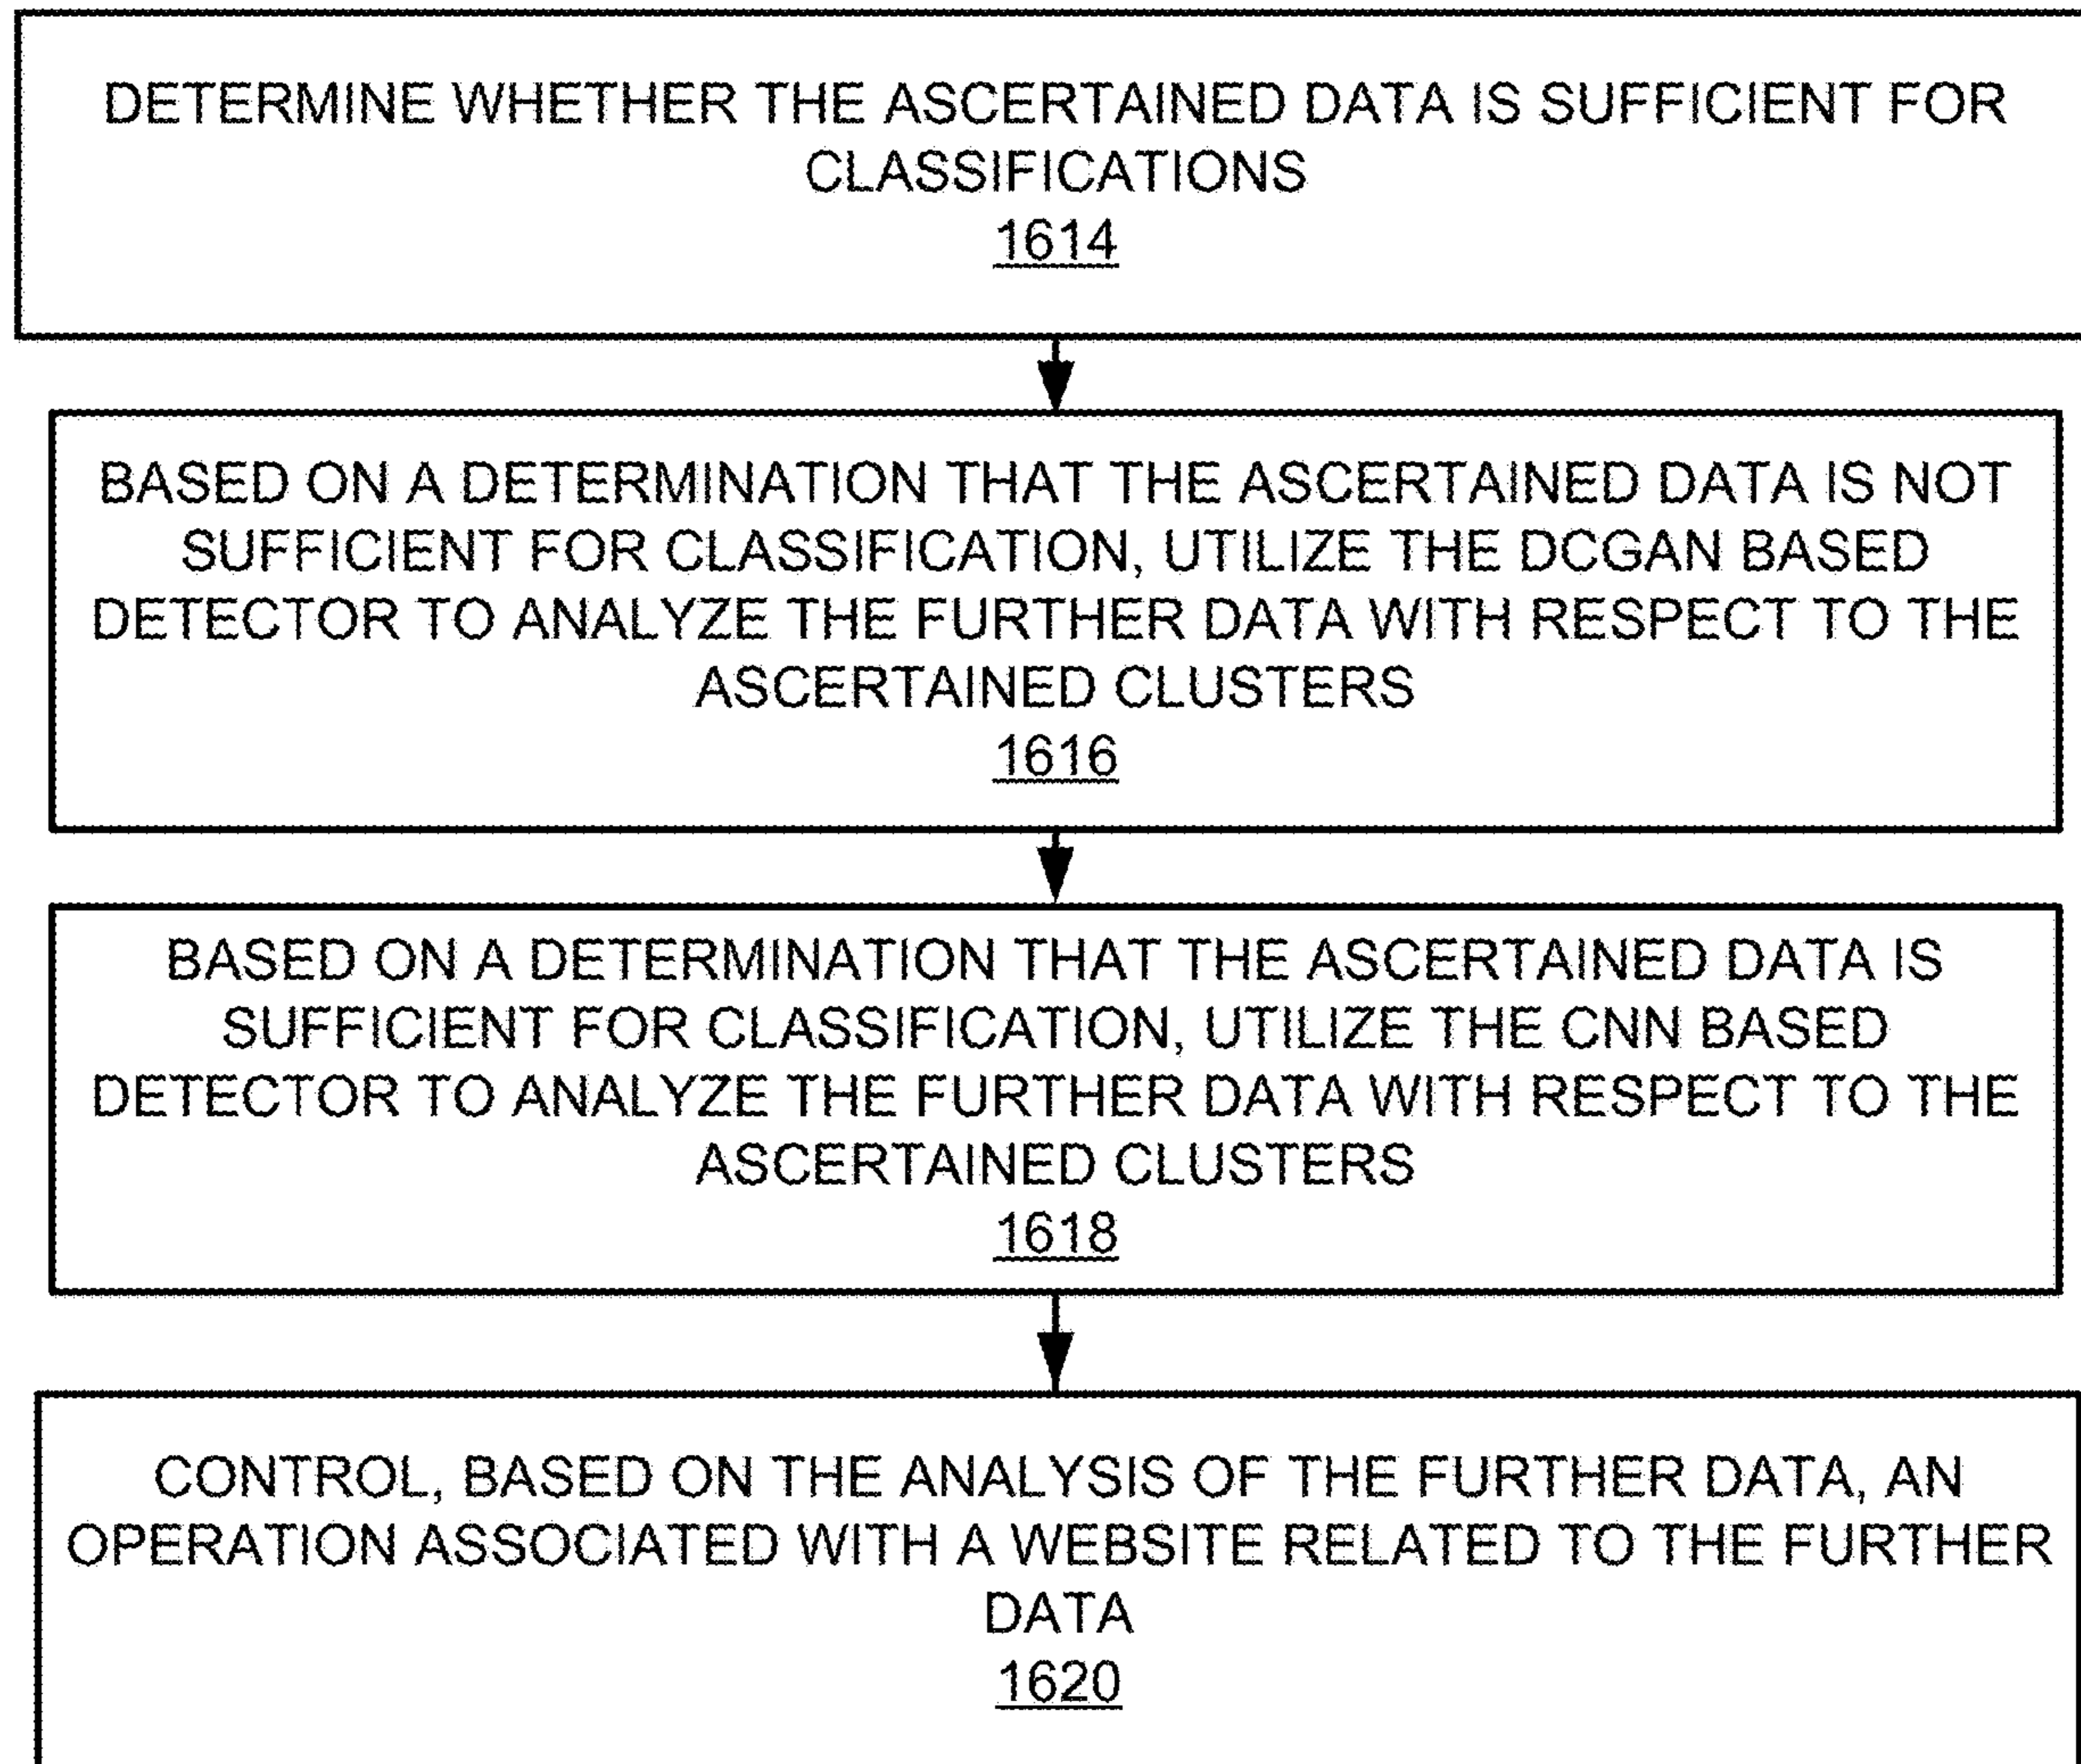 DETERMINE WHETHER THE ASCERTAINED DATA IS SUFFICIENT FOR
CLASSIFICATIONS
1614
BASED ON A DETERMINATION THAT THE ASCERTAINED DATA IS NOT
SUFFICIENT FOR CLASSIFICATION, UTILIZE THE DCGAN BASED
DETECTOR TO ANALYZE THE FURTHER DATA WITH RESPECT TO THE
ASCERTAINED CLUSTERS
1616
BASED ON A DETERMINATION THAT THE ASCERTAINED DATA IS
SUFFICIENT FOR CLASSIFICATION, UTILIZE THE CNN BASED
DETECTOR TO ANALYZE THE FURTHER DATA WITH RESPECT TO THE
ASCERTAINED CLUSTERS
1618
CONTROL, BASED ON THE ANALYSIS OF THE FURTHER DATA, AN
OPERATION ASSOCIATED WITH A WEBSITE RELATED TO THE FURTHER
DATA
1620